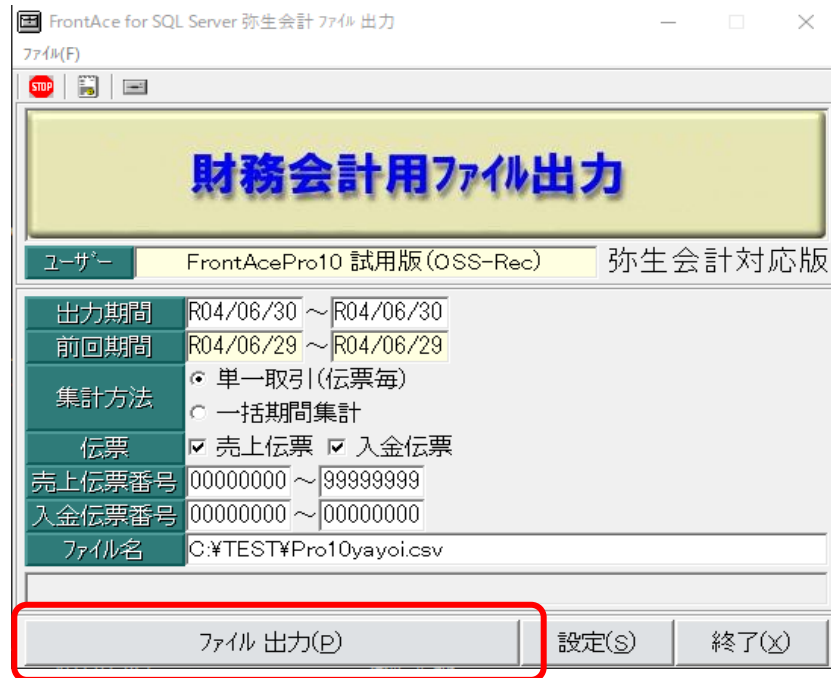 FrontAce for SQL Server 弥生会計 ﾌｧｲﾙ 出力
ﾌｧｲﾙ(F)
STOP
財務会計用ﾌｧｲﾙ出力
ﾕｰｻﾞｰ FrontAcePro10 試用版(OSS-Rec) 弥生会計対応版
出力期間 R04/06/30 ～ R04/06/30
前回期間 R04/06/29 ～ R04/06/29
集計方法 単一取引(伝票毎)
一括期間集計
伝票 売上伝票 入金伝票
売上伝票番号 00000000 ～ 99999999
入金伝票番号 00000000 ～ 00000000
ﾌｧｲﾙ名 C:¥TEST¥Pro10yayoi.csv
ﾌｧｲﾙ 出力(P) 設定(S) 終了(X)